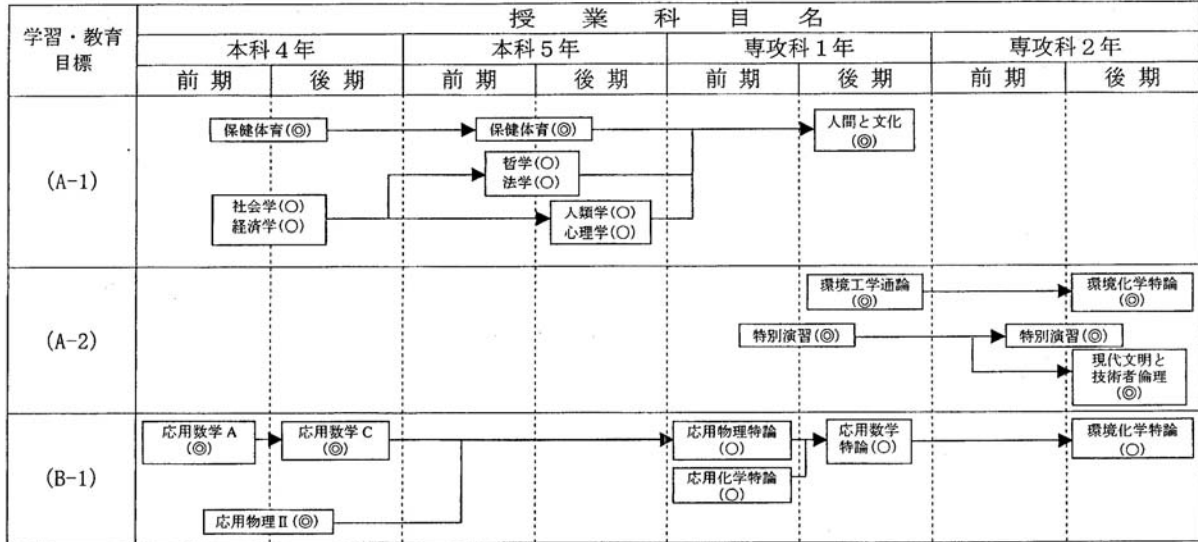 学習・教育
目標
授業科目名
本科4年
本科5年
専攻科1年
専攻科2年
前期
後期
前期
後期
前期
後期
前期
後期
(A-1)
保健体育(◎)
保健体育(◎)
人間と文化
(◎)
哲学(○)
法学(○)
社会学(○)
経済学(○)
人類学(○)
心理学(○)
(A-2)
環境工学通論
(◎)
環境化学特論
(◎)
特別演習(◎)
特別演習(◎)
現代文明と
技術者倫理
(◎)
(B-1)
応用数学A
(◎)
応用数学C
(◎)
応用物理特論
(○)
応用数学
特論(○)
環境化学特論
(○)
応用化学特論
(○)
応用物理Ⅱ(◎)